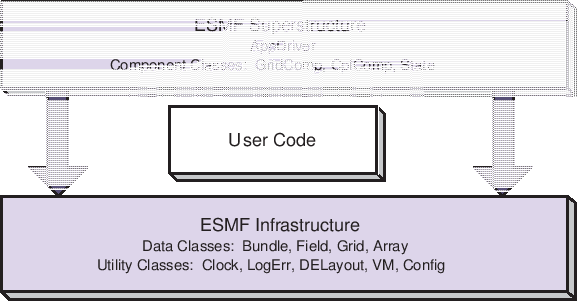 ESMF Superstructure
AppDriver
Component Classes: GridComp, CplComp, State
User Code
ESMF Infrastructure
Data Classes: Bundle, Field, Grid, Array
Utility Classes: Clock, LogErr, DELayout, VM, Config